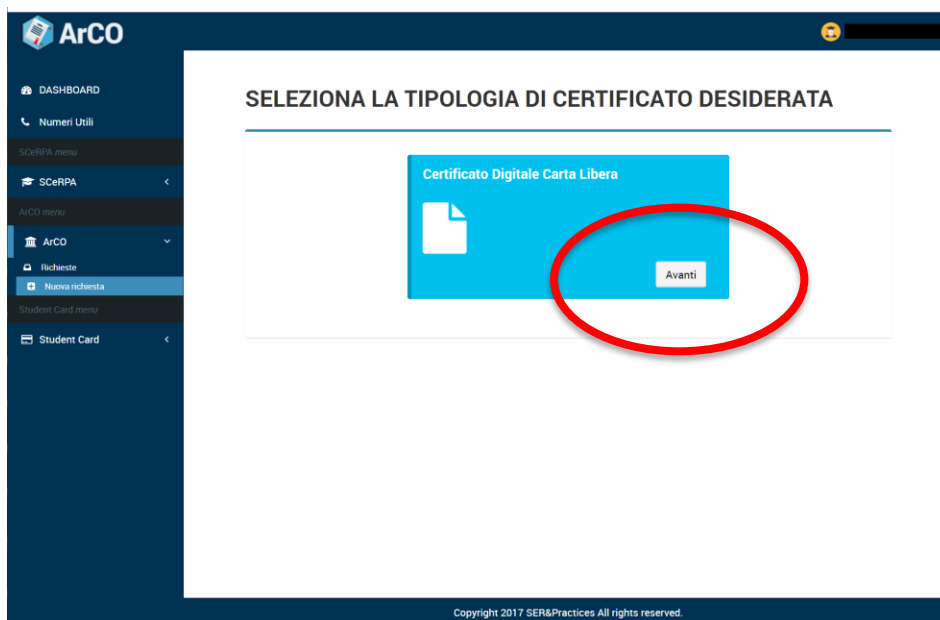 ArCO
DASHBOARD
Numeri Utili
SCeRPA menu
SCeRPA
ArCO menu
ArCO
Richieste
Nuova richiesta
Student Card menu
Student Card
SELEZIONA LA TIPOLOGIA DI CERTIFICATO DESIDERATA
Certificato Digitale Carta Libera
Avanti
Copyright 2017 SER&Practices All rights reserved.